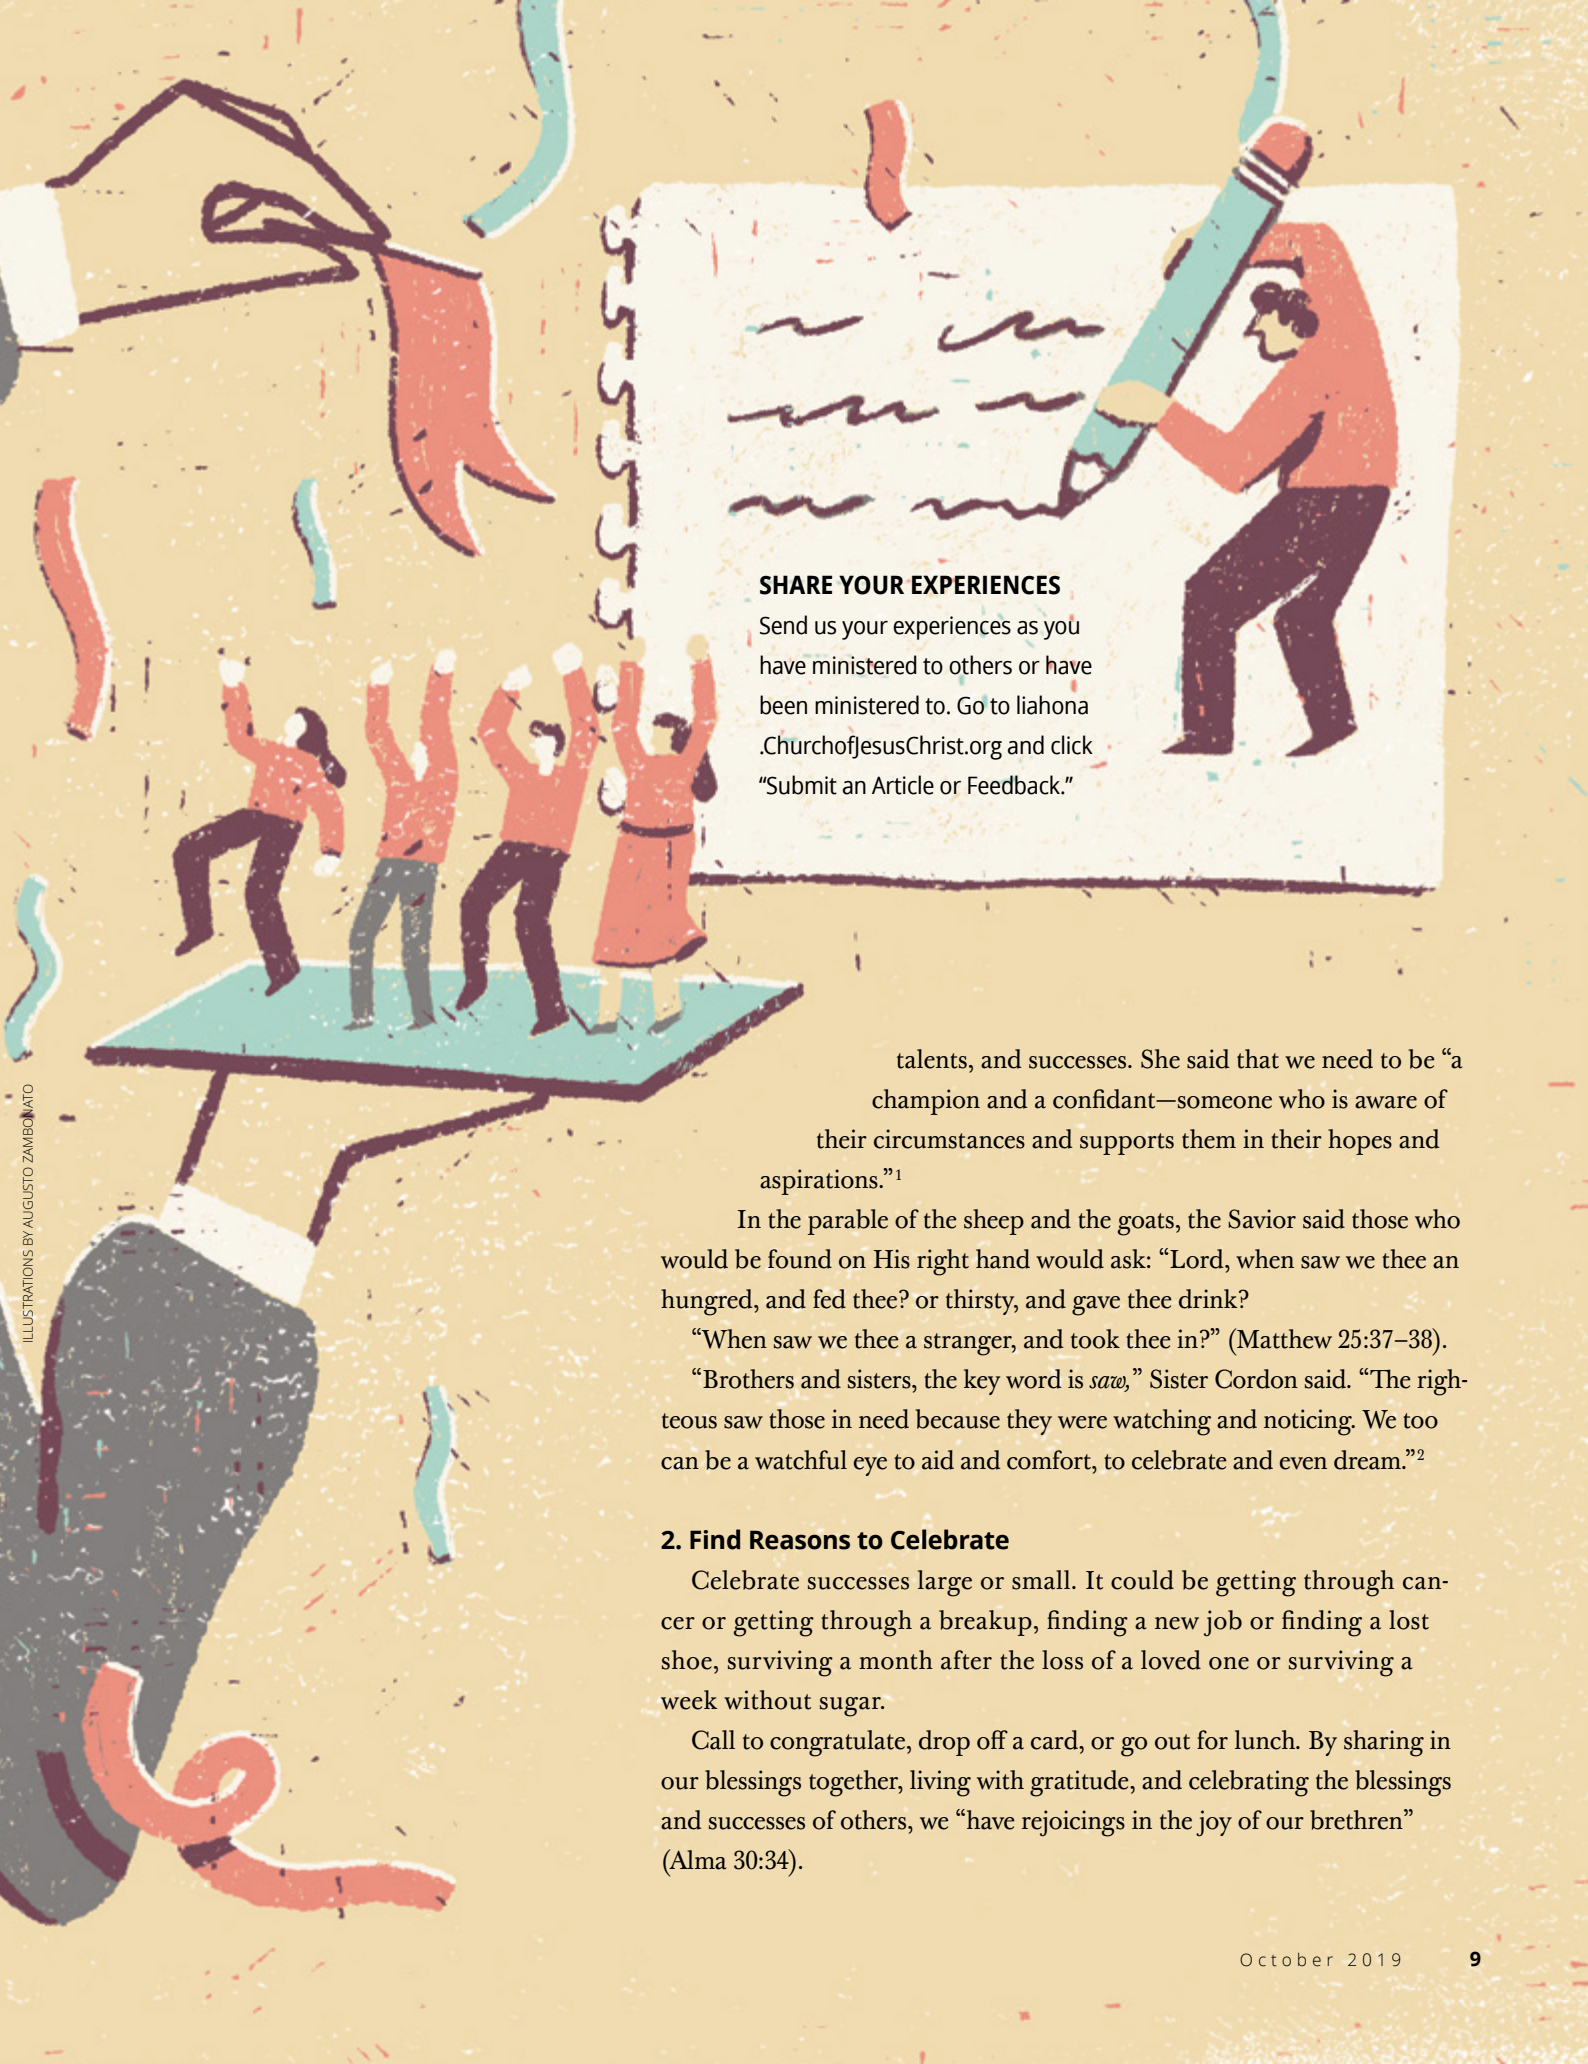 SHARE YOUR EXPERIENCES
Send us your experiences as you
have ministered to others or have
been ministered to. Go to liahona
.ChurchofJesusChrist.org and click
“Submit an Article or Feedback.”
talents, and successes. She said that we need to be “a
champion and a confidant—someone who is aware of
their circumstances and supports them in their hopes and
aspirations.”1
In the parable of the sheep and the goats, the Savior said those who
would be found on His right hand would ask: “Lord, when saw we thee an
hungred, and fed thee? or thirsty, and gave thee drink?
“When saw we thee a stranger, and took thee in?” (Matthew 25:37–38).
“Brothers and sisters, the key word is saw,” Sister Cordon said. “The righ-
teous saw those in need because they were watching and noticing. We too
can be a watchful eye to aid and comfort, to celebrate and even dream.”2
2. Find Reasons to Celebrate
Celebrate successes large or small. It could be getting through can-
cer or getting through a breakup, finding a new job or finding a lost
shoe, surviving a month after the loss of a loved one or surviving a
week without sugar.
Call to congratulate, drop off a card, or go out for lunch. By sharing in
our blessings together, living with gratitude, and celebrating the blessings
and successes of others, we “have rejoicings in the joy of our brethren”
(Alma 30:34).
ILLUSTRATIONS BY AUGUSTO ZAMBONATO
October 2019 9